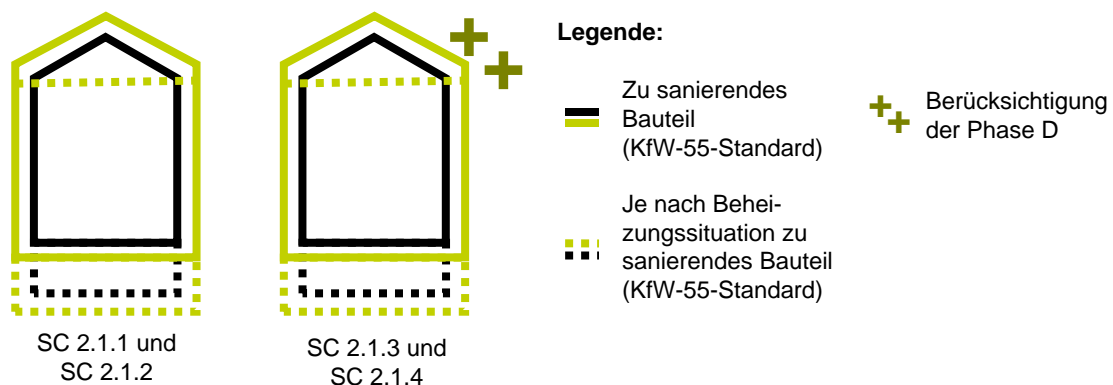 Legende:
Zu sanierendes
Bauteil
(KfW-55-Standard)
Berücksichtigung
der Phase D
Je nach Behei-
zungssituation zu
sanierendes Bauteil
(KfW-55-Standard)
SC 2.1.1 und
SC 2.1.2
SC 2.1.3 und
SC 2.1.4